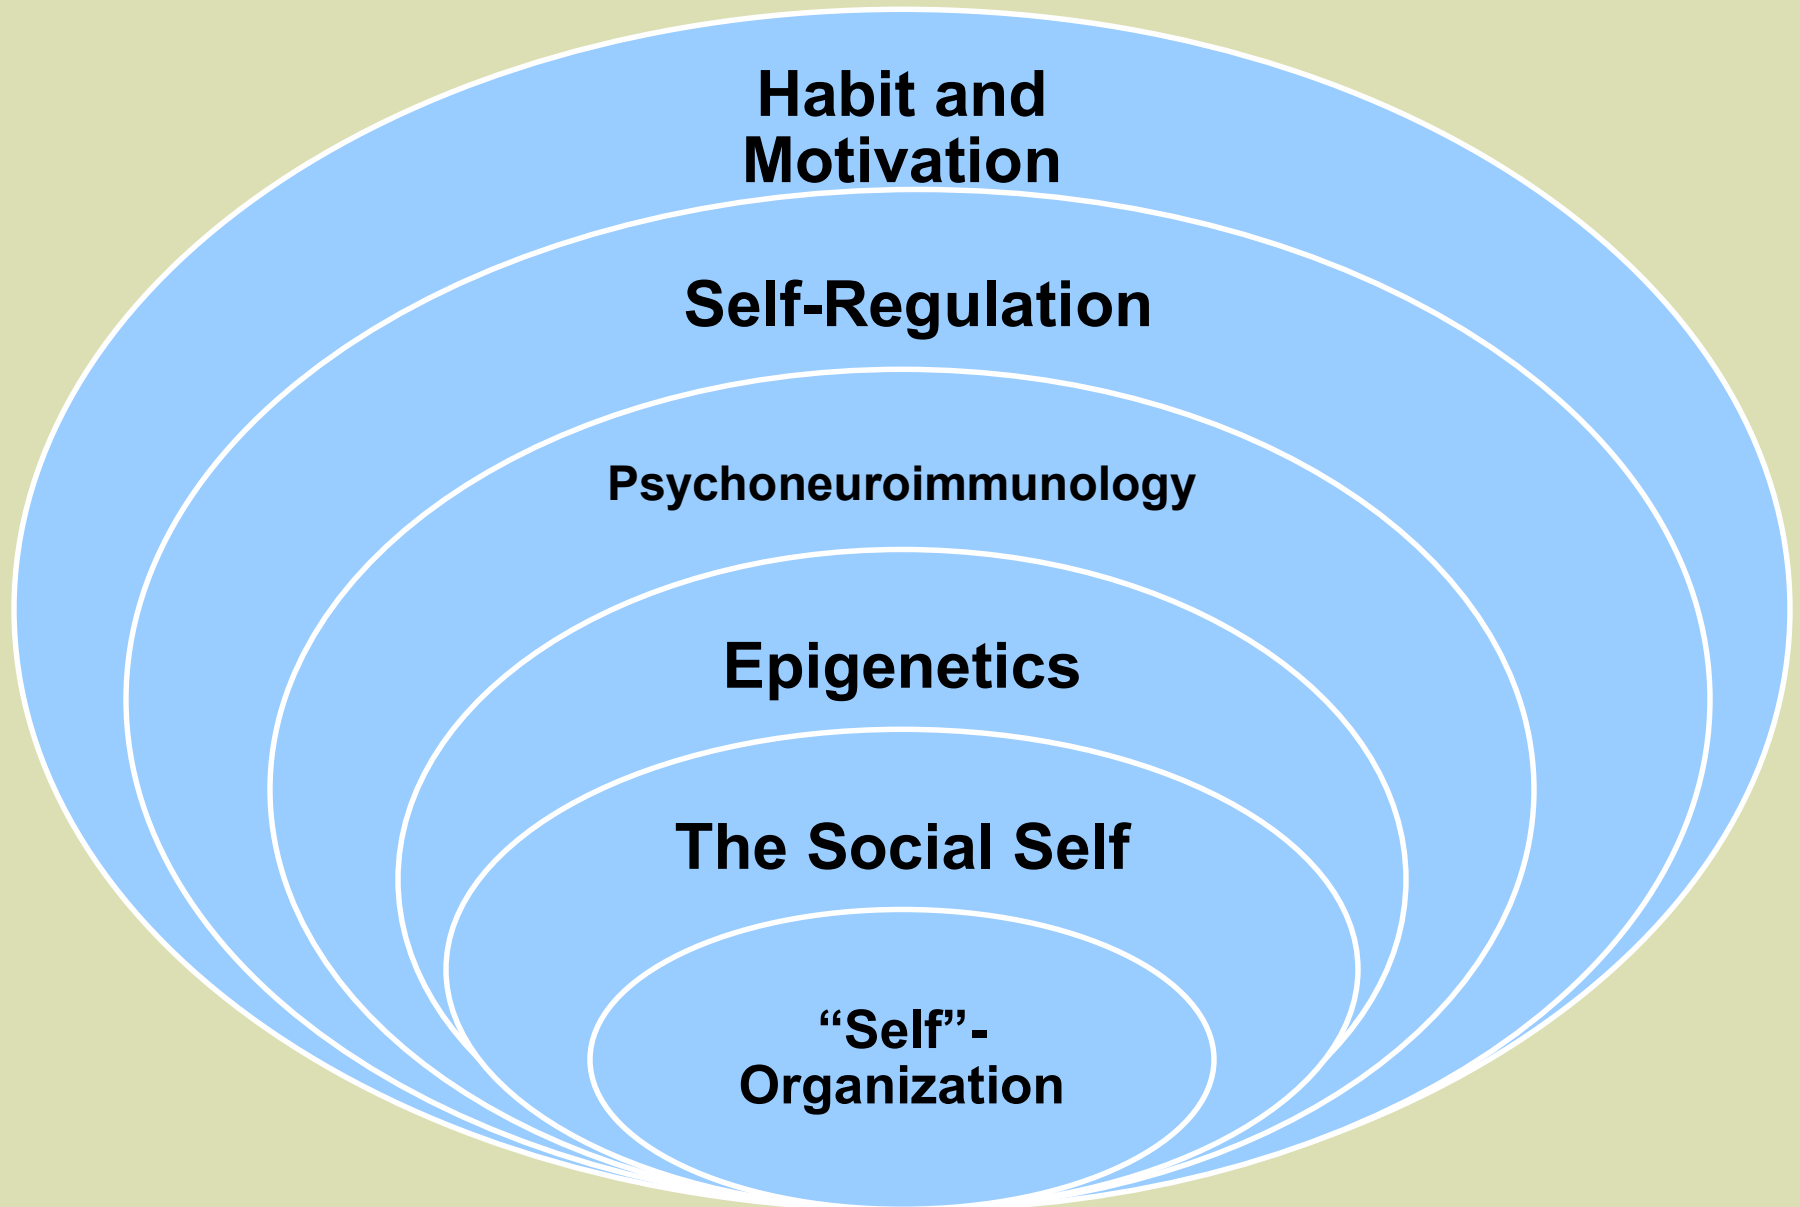 Habit and
Motivation
Self-Regulation
Psychoneuroimmunology
Epigenetics
The Social Self
“Self”-
Organization